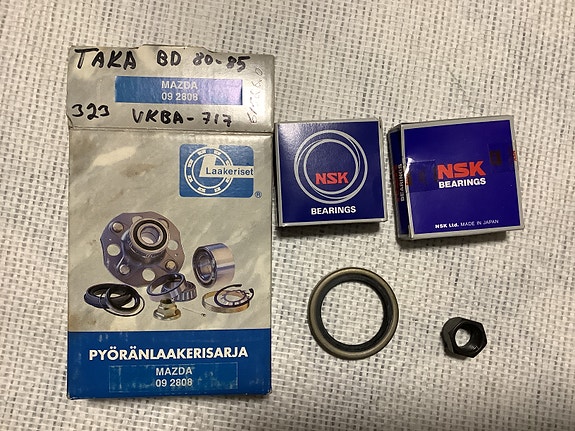 TAKA BD 80-85
MAZDA
09 2808
323 VKBA-717
Laakeriset
®
PYÖRÄNLAAKERISARJA
MAZDA
09 2808
NSK
BEARINGS
BEARINGS
NSK
BEARINGS
NSK Ltd. MADE IN JAPAN